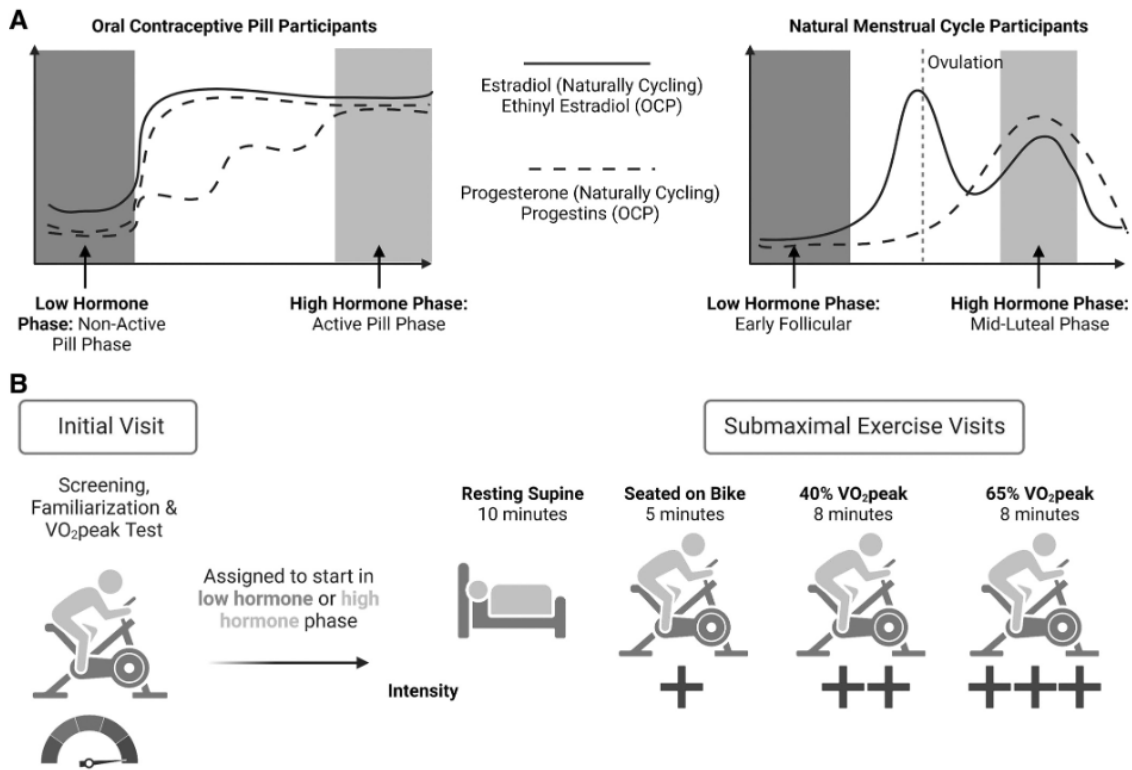 A
Oral Contraceptive Pill Participants
Natural Menstrual Cycle Participants
Estradiol (Naturally Cycling)
Ethinyl Estradiol (OCP)
Progesterone (Naturally Cycling)
Progestins (OCP)
Ovulation
Low Hormone
Phase: Non-Active
Pill Phase
High Hormone Phase:
Active Pill Phase
Low Hormone Phase:
Early Follicular
High Hormone Phase:
Mid-Luteal Phase
B
Initial Visit
Submaximal Exercise Visits
Screening,
Familiarization &
VO₂peak Test
Assigned to start in
low hormone or high
hormone phase
Resting Supine
10 minutes
Seated on Bike
5 minutes
40% VO₂peak
8 minutes
65% VO₂peak
8 minutes
Intensity
+
++
+++